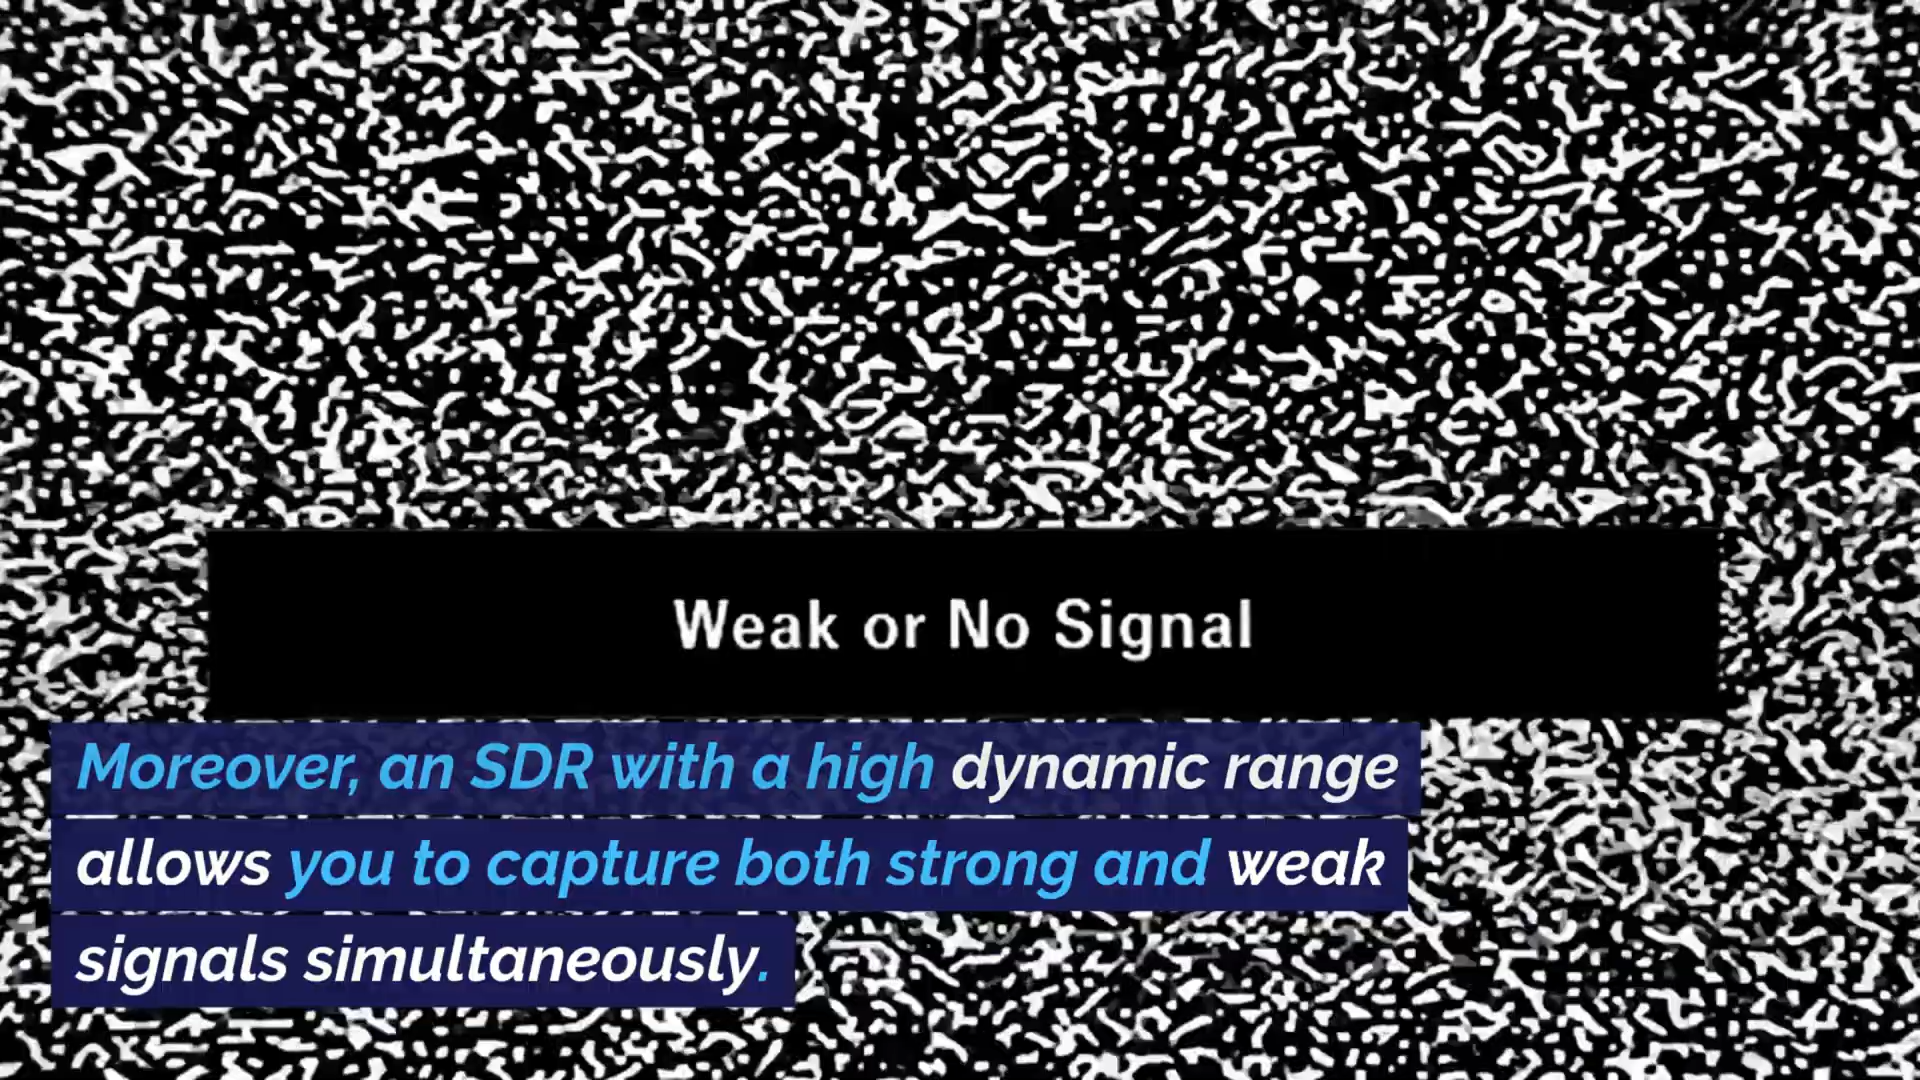 Weak or No Signal
Moreover, an SDR with a high dynamic range
allows you to capture both strong and weak
signals simultaneously.